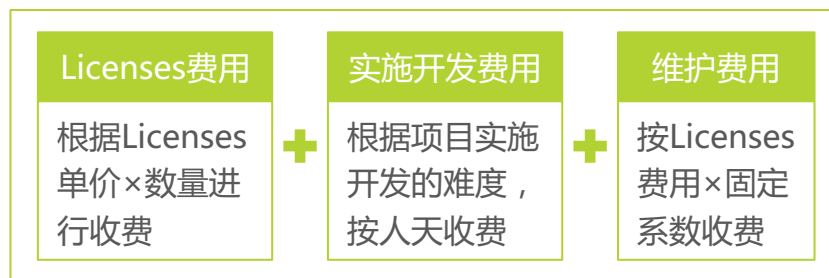 Licenses费用
根据Licenses
单价×数量进
行收费
实施开发费用
根据项目实施
开发的难度，
按人天收费
维护费用
按Licenses
费用×固定
系数收费